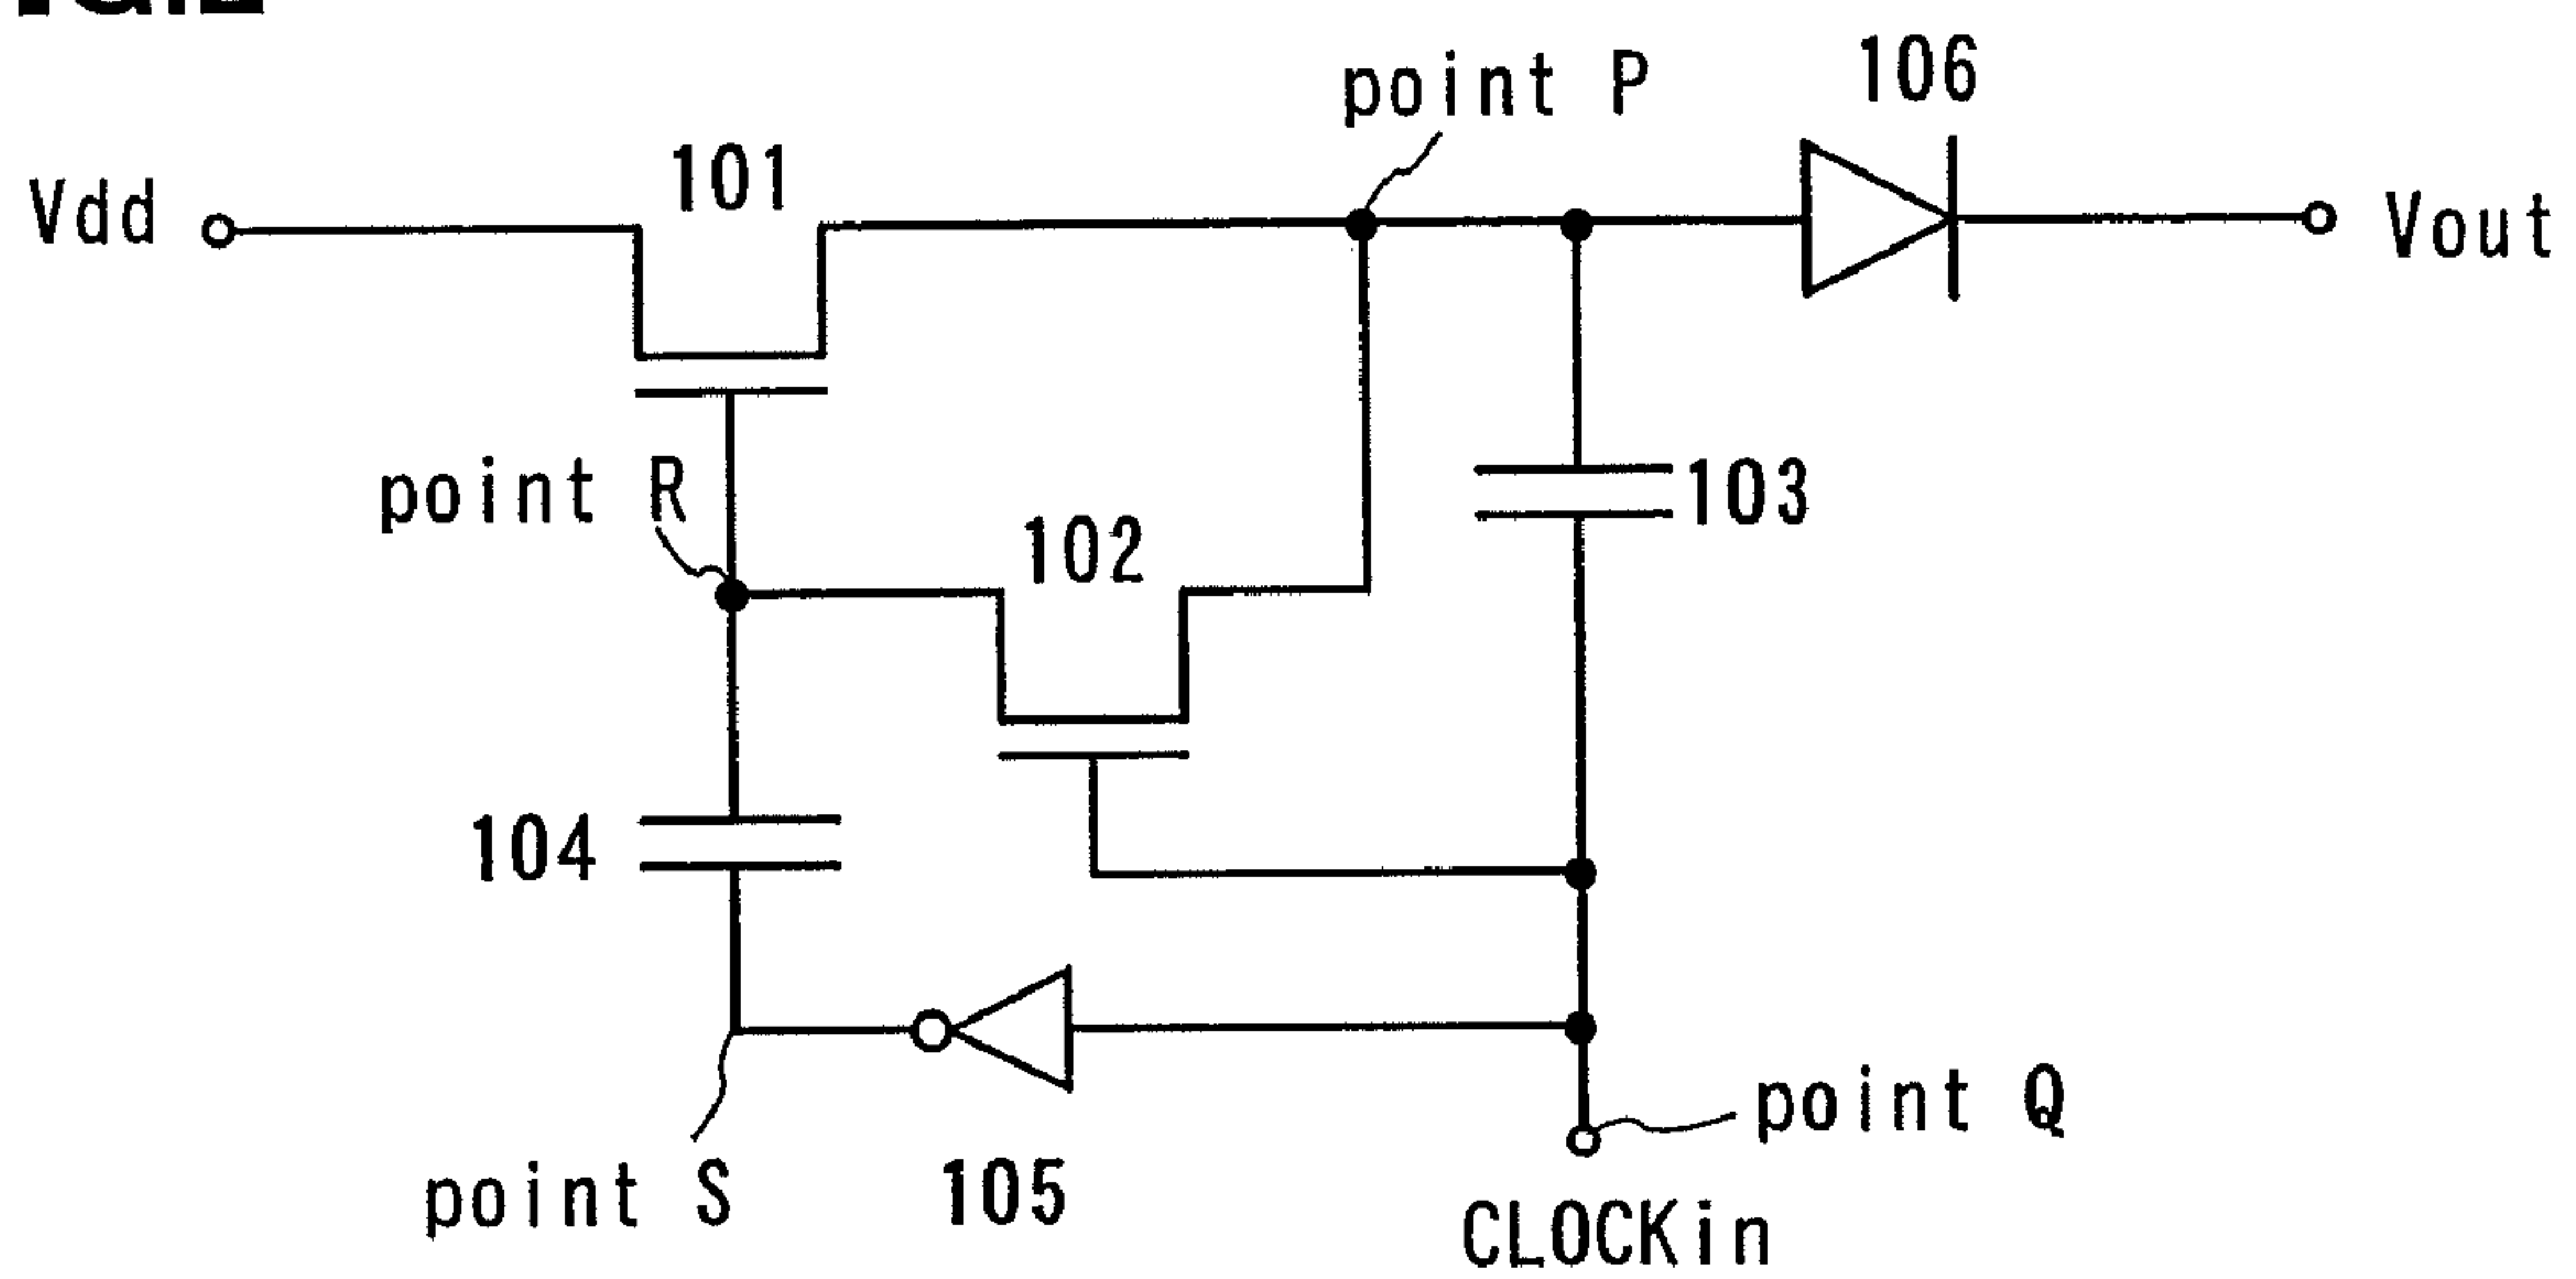 point P
106
Vdd
101
Vout
point R
102
103
104
point Q
point S
105
CLOCKin